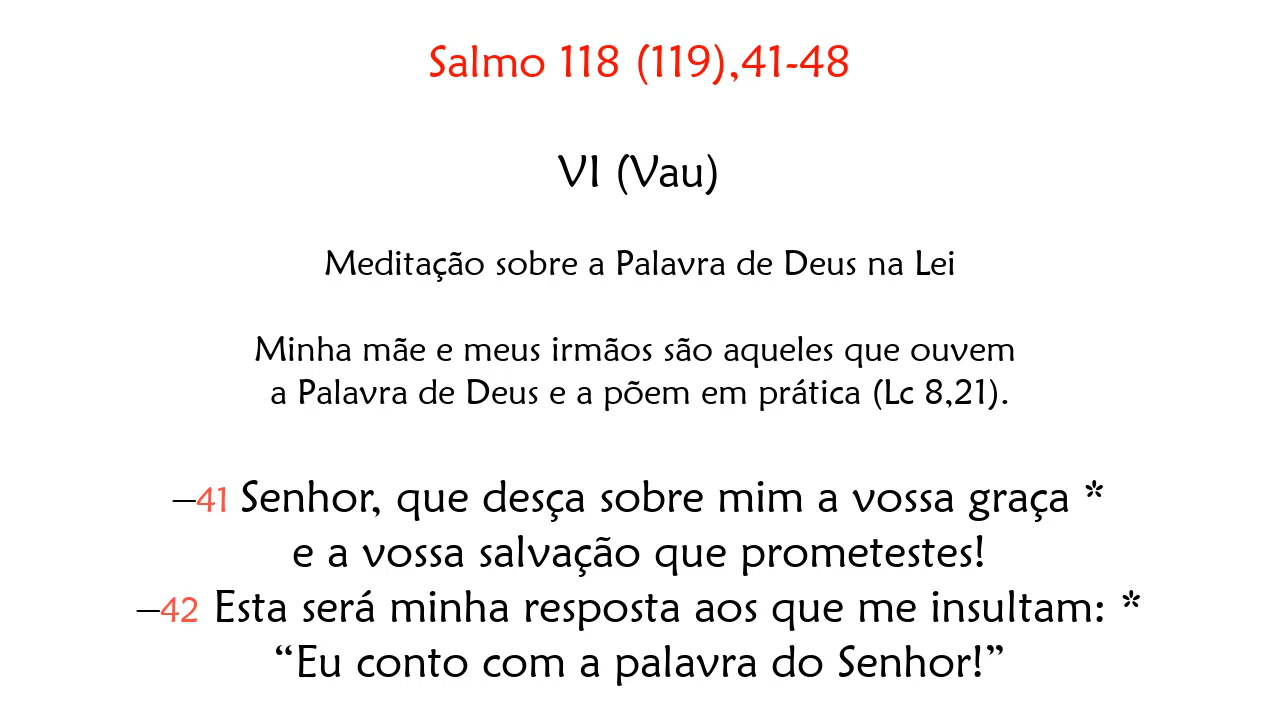 Salmo 118 (119),41-48
VI (Vau)
Meditação sobre a Palavra de Deus na Lei
Minha mãe e meus irmãos são aqueles que ouvem
a Palavra de Deus e a põem em prática (Lc 8,21).
–41 Senhor, que desça sobre mim a vossa graça *
e a vossa salvação que prometestes!
–42 Esta será minha resposta aos que me insultam: *
“Eu conto com a palavra do Senhor!”